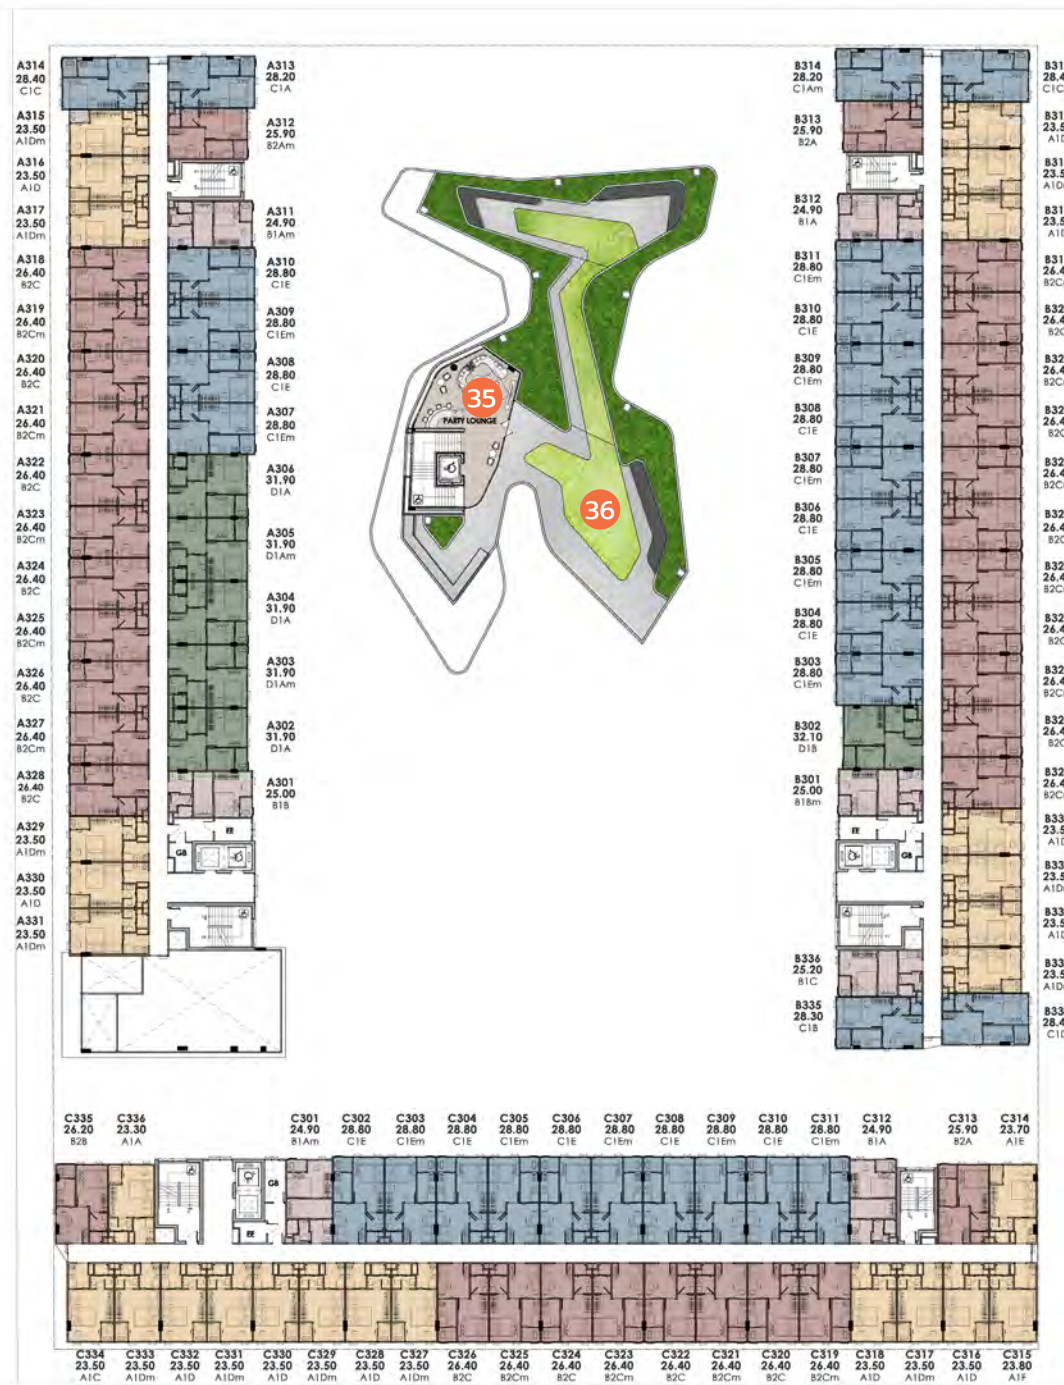 A314
28.40
C1C
A315
23.50
A1Dm
A316
23.50
A1D
A317
23.50
A1Dm
A318
26.40
B2C
A319
26.40
B2Cm
A320
26.40
B2C
A321
26.40
B2Cm
A322
26.40
B2C
A323
26.40
B2Cm
A324
26.40
B2C
A325
26.40
B2Cm
A326
26.40
B2C
A327
26.40
B2Cm
A328
26.40
B2C
A329
23.50
A1Dm
A330
23.50
A1D
A331
23.50
A1Dm
A313
28.20
C1A
A312
25.90
B2Am
A311
24.90
B1Am
A310
28.80
C1E
A309
28.80
C1Em
A308
28.80
C1E
A307
28.80
C1Em
A306
31.90
D1A
A305
31.90
D1Am
A304
31.90
D1A
A303
31.90
D1Am
A302
31.90
D1A
A301
25.00
B1B
EE
GB
35
PARTY LOUNGE
36
B314
28.20
C1Am
B313
25.90
B2A
B312
24.90
B1A
B311
28.80
C1Em
B310
28.80
C1E
B309
28.80
C1Em
B308
28.80
C1E
B307
28.80
C1Em
B306
28.80
C1E
B305
28.80
C1Em
B304
28.80
C1E
B303
28.80
C1Em
B302
32.10
D1B
B301
25.00
B1Bm
EE
GB
B336
25.20
B1C
B335
28.30
C1B
C335
26.20
B2B
C336
23.30
A1A
C301
24.90
B1Am
C302
28.80
C1E
C303
28.80
C1Em
C304
28.80
C1E
C305
28.80
C1Em
C306
28.80
C1E
C307
28.80
C1Em
C308
28.80
C1E
C309
28.80
C1Em
C310
28.80
C1E
C311
28.80
C1Em
C312
24.90
B1A
C313
25.90
B2A
C314
23.70
A1E
GB
EE
C334
23.50
A1C
C333
23.50
A1Dm
C332
23.50
A1D
C331
23.50
A1Dm
C330
23.50
A1D
C329
23.50
A1Dm
C328
23.50
A1D
C327
23.50
A1Dm
C326
26.40
B2C
C325
26.40
B2Cm
C324
26.40
B2C
C323
26.40
B2Cm
C322
26.40
B2C
C321
26.40
B2Cm
C320
26.40
B2C
C319
26.40
B2Cm
C318
23.50
A1D
C317
23.50
A1Dm
C316
23.50
A1D
C315
23.80
A1F